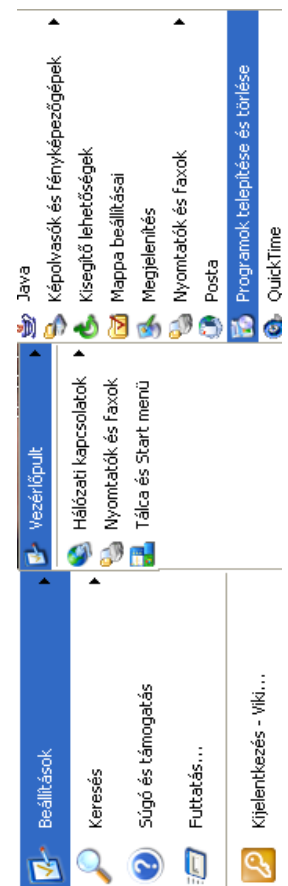 Beállítások
Keresés
Súgó és támogatás
Futtatás...
Kijelentkezés - Viki...
Vezérlőpult
Hálózati kapcsolatok
Nyomtatók és faxok
Tálca és Start menü
Java
Képolvasók és fényképezőgépek
Kisegítő lehetőségek
Mappa beállításai
Megjelenítés
Nyomtatók és faxok
Posta
Programok telepítése és törlése
QuickTime